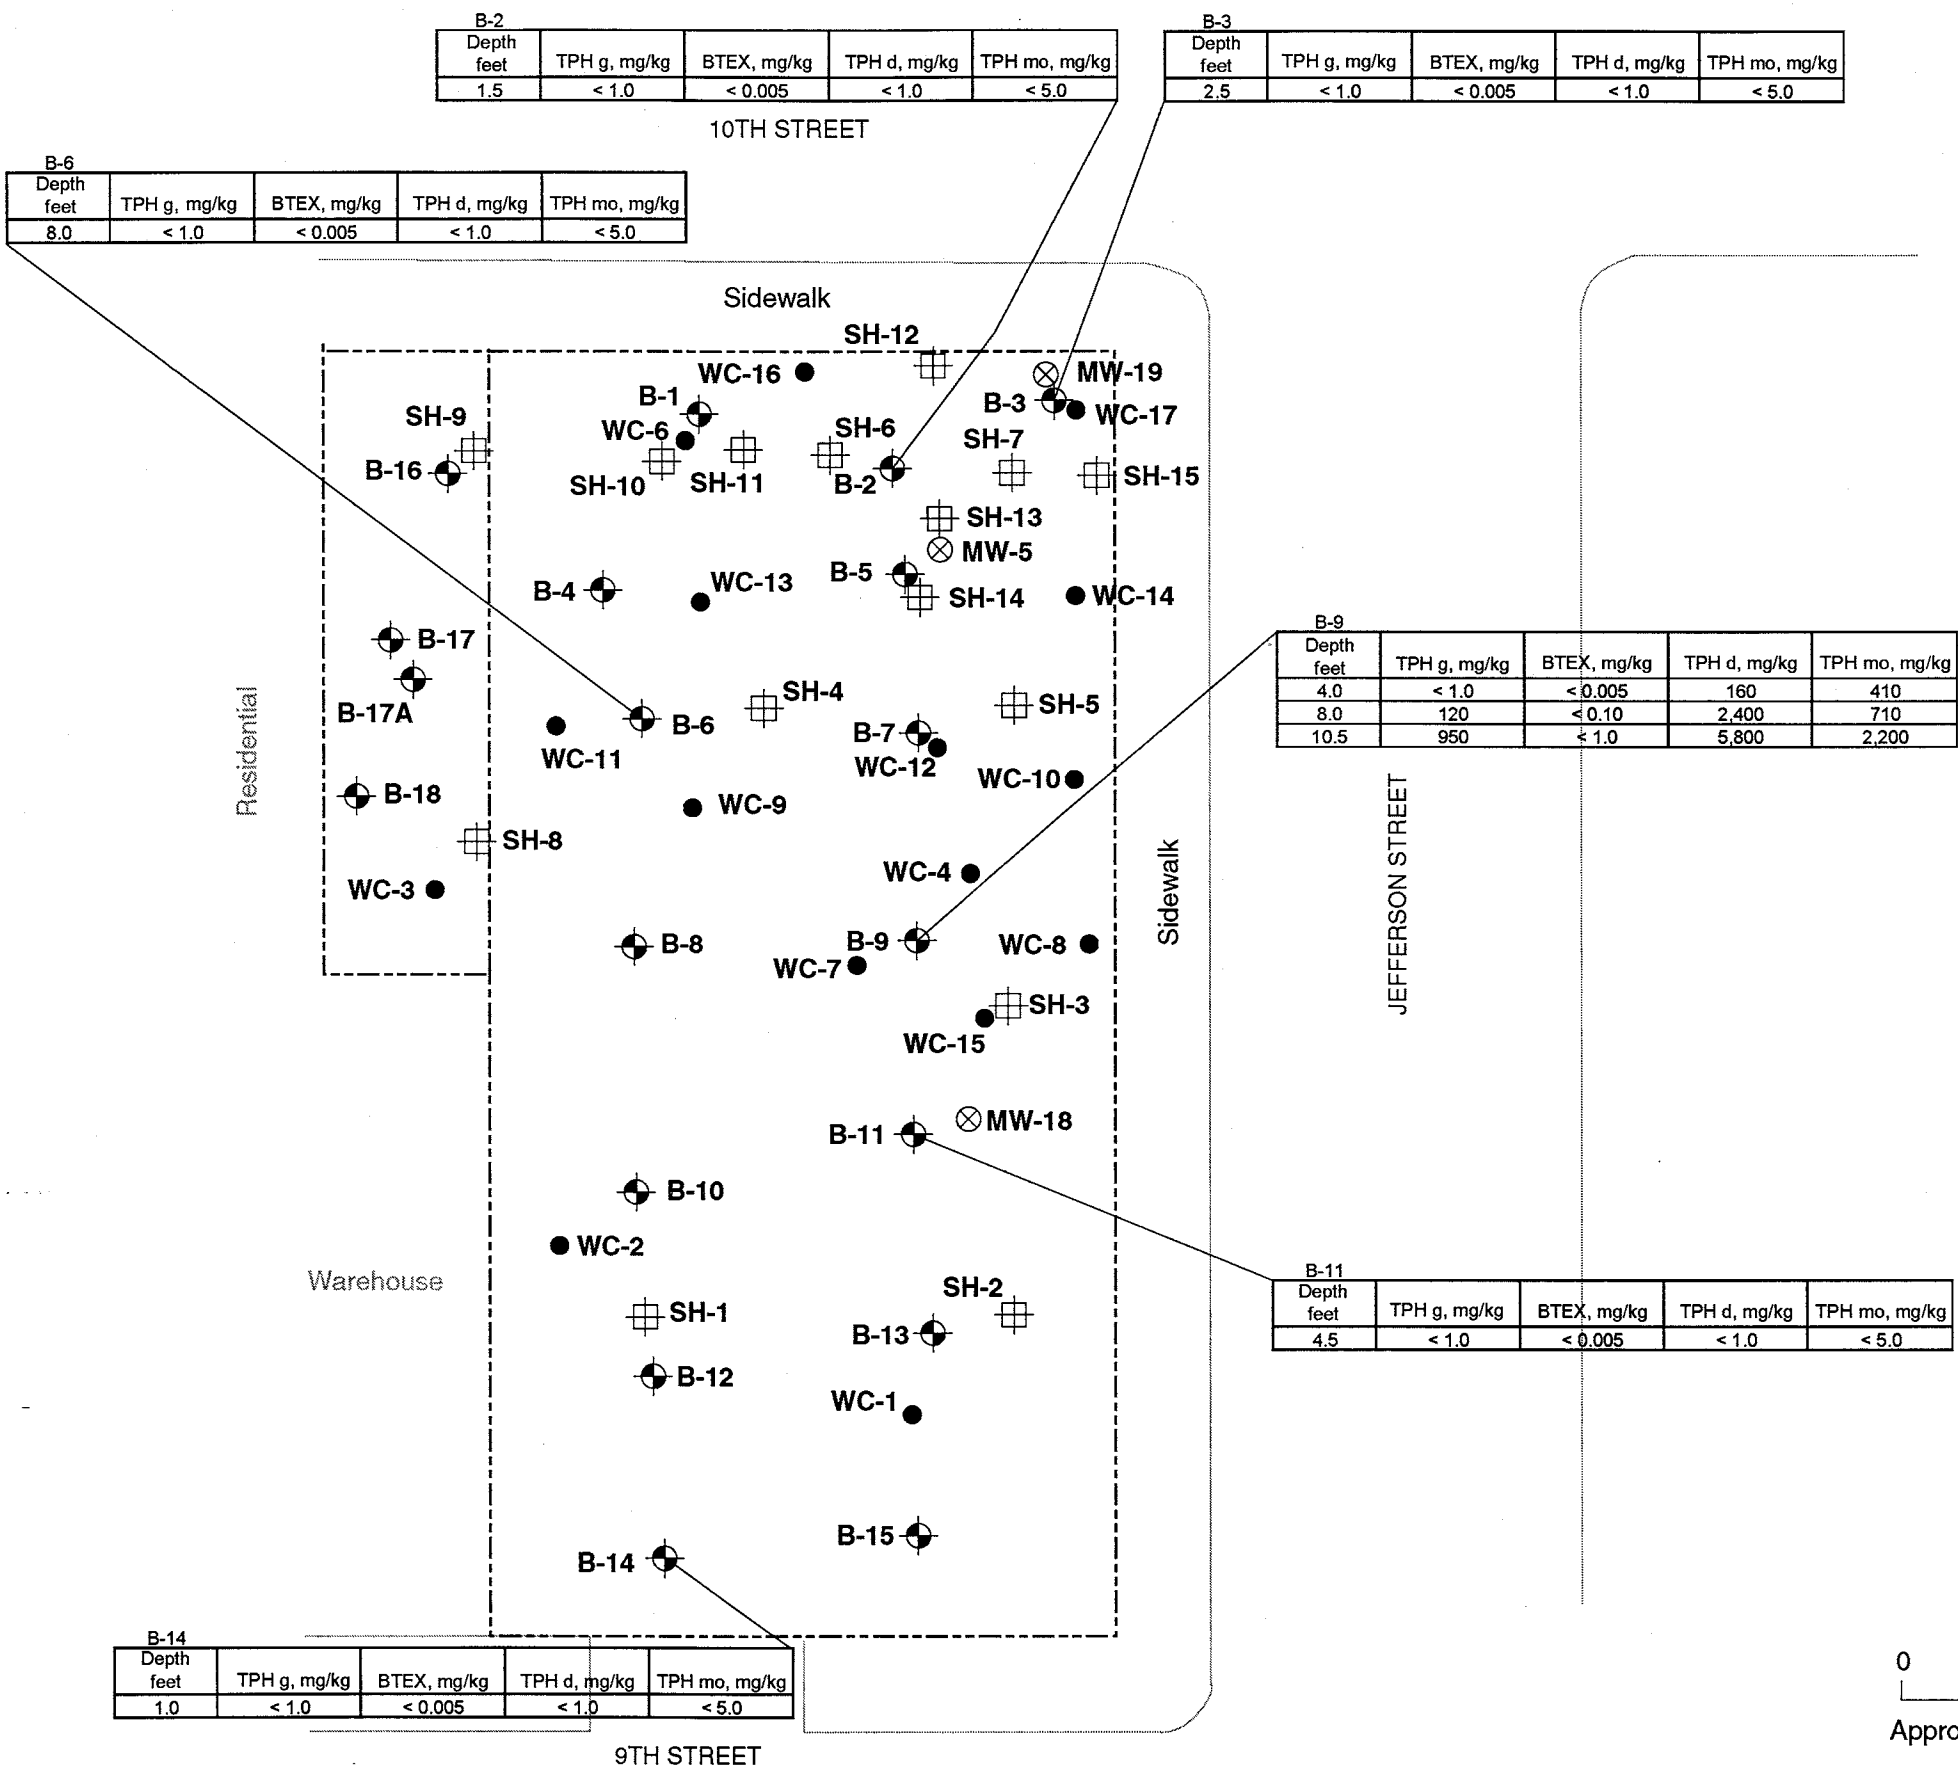 B-2
Depth feet TPH g, mg/kg BTEX, mg/kg TPH d, mg/kg TPH mo, mg/kg
1.5 < 1.0 < 0.005 < 1.0 < 5.0
B-3
Depth feet TPH g, mg/kg BTEX, mg/kg TPH d, mg/kg TPH mo, mg/kg
2.5 < 1.0 < 0.005 < 1.0 < 5.0
10TH STREET
B-6
Depth feet TPH g, mg/kg BTEX, mg/kg TPH d, mg/kg TPH mo, mg/kg
8.0 < 1.0 < 0.005 < 1.0 < 5.0
Sidewalk
SH-12
WC-16
MW-19
B-1
B-3
WC-17
SH-9
WC-6
SH-6
SH-7
B-16
SH-10
SH-11
B-2
SH-15
SH-13
MW-5
B-4
WC-13
B-5
SH-14
WC-14
B-17
B-17A
Residential
SH-4
SH-5
B-6
B-7
WC-11
WC-12
WC-10
B-18
WC-9
SH-8
WC-3
WC-4
Sidewalk
JEFFERSON STREET
B-9
Depth feet TPH g, mg/kg BTEX, mg/kg TPH d, mg/kg TPH mo, mg/kg
4.0 < 1.0 < 0.005 160 410
8.0 120 < 0.10 2,400 710
10.5 950 < 1.0 5,800 2,200
B-8
B-9
WC-8
WC-7
SH-3
WC-15
MW-18
B-11
B-10
WC-2
Warehouse
B-11
Depth feet TPH g, mg/kg BTEX, mg/kg TPH d, mg/kg TPH mo, mg/kg
4.5 < 1.0 < 0.005 < 1.0 < 5.0
SH-2
SH-1
B-13
B-12
WC-1
B-15
B-14
B-14
Depth feet TPH g, mg/kg BTEX, mg/kg TPH d, mg/kg TPH mo, mg/kg
1.0 < 1.0 < 0.005 < 1.0 < 5.0
0
Appro
9TH STREET